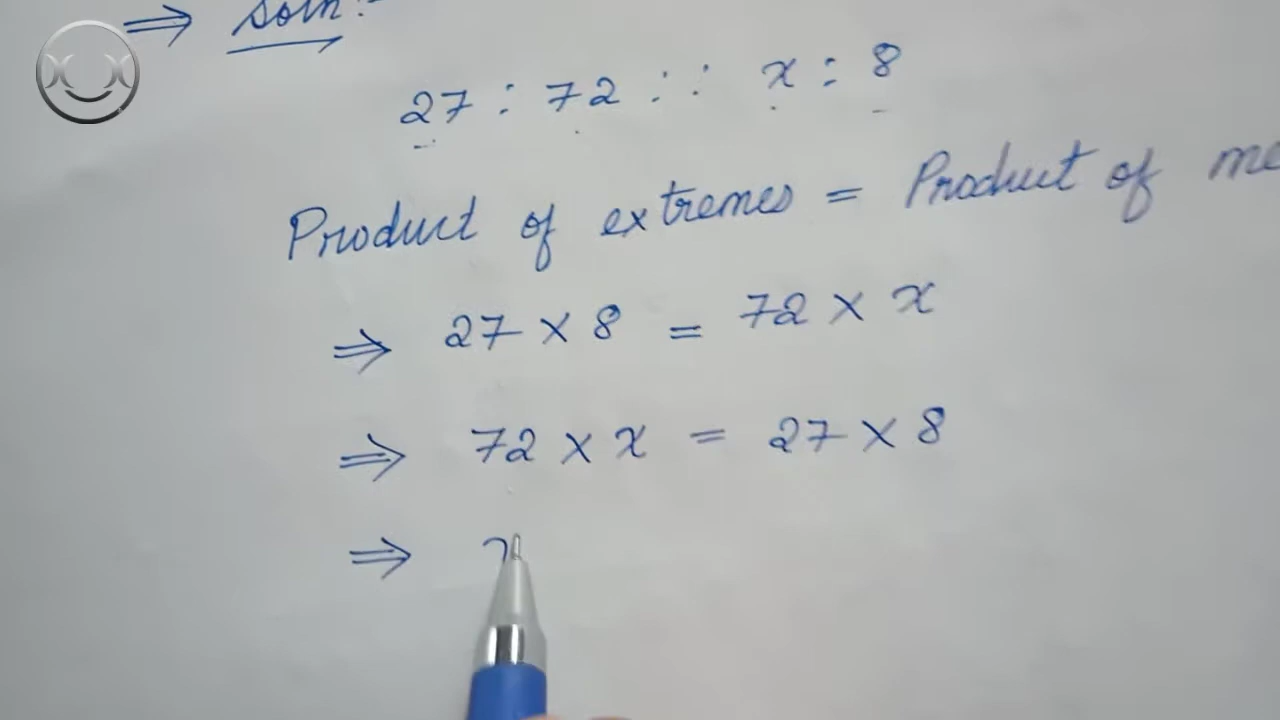 ⇒ Soln:-
27 : 72 :: x : 8
Product of extremes = Product of
⇒ 27 × 8 = 72 × x
⇒ 72 × x = 27 × 8
⇒